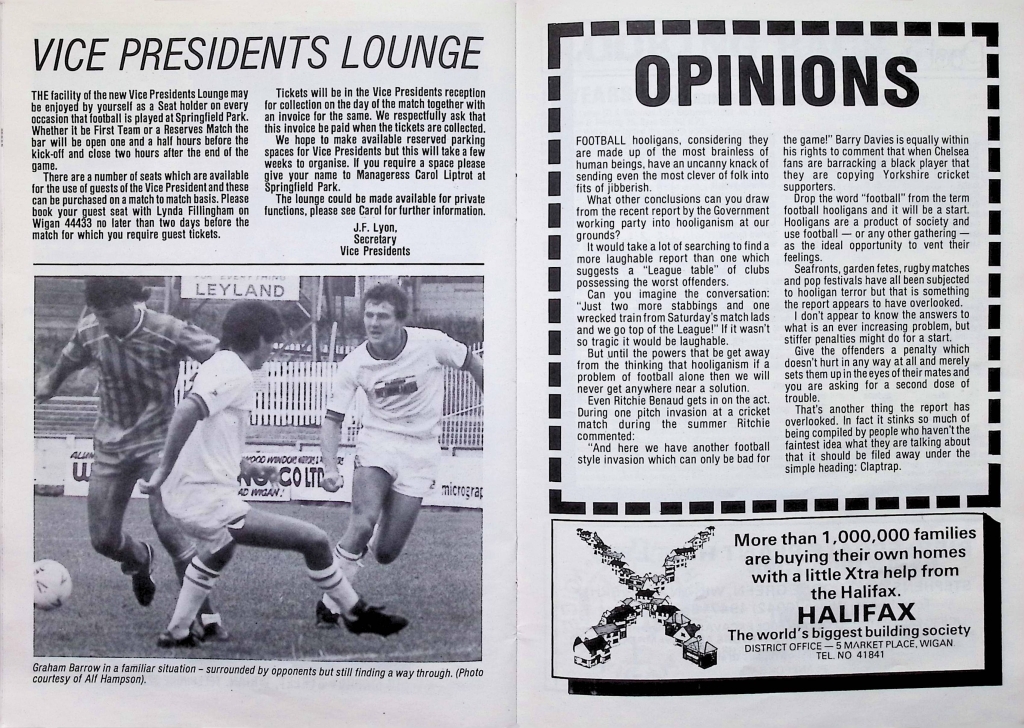 VICE PRESIDENTS LOUNGE
THE facility of the new Vice Presidents Lounge may
be enjoyed by yourself as a Seat holder on every
occasion that football is played at Springfield Park.
Whether it be First Team or a Reserves Match the
bar will be open one and a half hours before the
kick-off and close two hours after the end of the
game.
There are a number of seats which are available
for the use of guests of the Vice President and these
can be purchased on a match to match basis. Please
book your guest seat with Lynda Fillingham on
Wigan 44433 no later than two days before the
match for which you require guest tickets.
Tickets will be in the Vice Presidents reception
for collection on the day of the match together with
an invoice for the same. We respectfully ask that
this invoice be paid when the tickets are collected.
We hope to make available reserved parking
spaces for Vice Presidents but this will take a few
weeks to organise. If you require a space please
give your name to Manageress Carol Liptrot at
Springfield Park.
The lounge could be made available for private
functions, please see Carol for further information.
J.F. Lyon,
Secretary
Vice Presidents
LEYLAND
WINDOW
CO LTD
WIGAN!
micrograp
Graham Barrow in a familiar situation – surrounded by opponents but still finding a way through. (Photo
courtesy of Alf Hampson).
OPINIONS
FOOTBALL hooligans, considering they
are made up of the most brainless of
human beings, have an uncanny knack of
sending even the most clever of folk into
fits of jibberish.
What other conclusions can you draw
from the recent report by the Government
working party into hooliganism at our
grounds?
It would take a lot of searching to find a
more laughable report than one which
suggests a "League table" of clubs
possessing the worst offenders.
Can you imagine the conversation:
"Just two more stabbings and one
wrecked train from Saturday's match lads
and we go top of the League!" If it wasn't
so tragic it would be laughable.
But until the powers that be get away
from the thinking that hooliganism if a
problem of football alone then we will
never get anywhere near a solution.
Even Ritchie Benaud gets in on the act.
During one pitch invasion at a cricket
match during the summer Ritchie
commented:
"And here we have another football
style invasion which can only be bad for
the game!" Barry Davies is equally within
his rights to comment that when Chelsea
fans are barracking a black player that
they are copying Yorkshire cricket
supporters.
Drop the word "football" from the term
football hooligans and it will be a start.
Hooligans are a product of society and
use football — or any other gathering —
as the ideal opportunity to vent their
feelings.
Seafronts, garden fetes, rugby matches
and pop festivals have all been subjected
to hooligan terror but that is something
the report appears to have overlooked.
I don't appear to know the answers to
what is an ever increasing problem, but
stiffer penalties might do for a start.
Give the offenders a penalty which
doesn't hurt in any way at all and merely
sets them up in the eyes of their mates and
you are asking for a second dose of
trouble.
That's another thing the report has
overlooked. In fact it stinks so much of
being compiled by people who haven't the
faintest idea what they are talking about
that it should be filed away under the
simple heading: Claptrap.
More than 1,000,000 families
are buying their own homes
with a little Xtra help from
the Halifax.
HALIFAX
The world's biggest building society
DISTRICT OFFICE — 5 MARKET PLACE, WIGAN
TEL. NO 41841